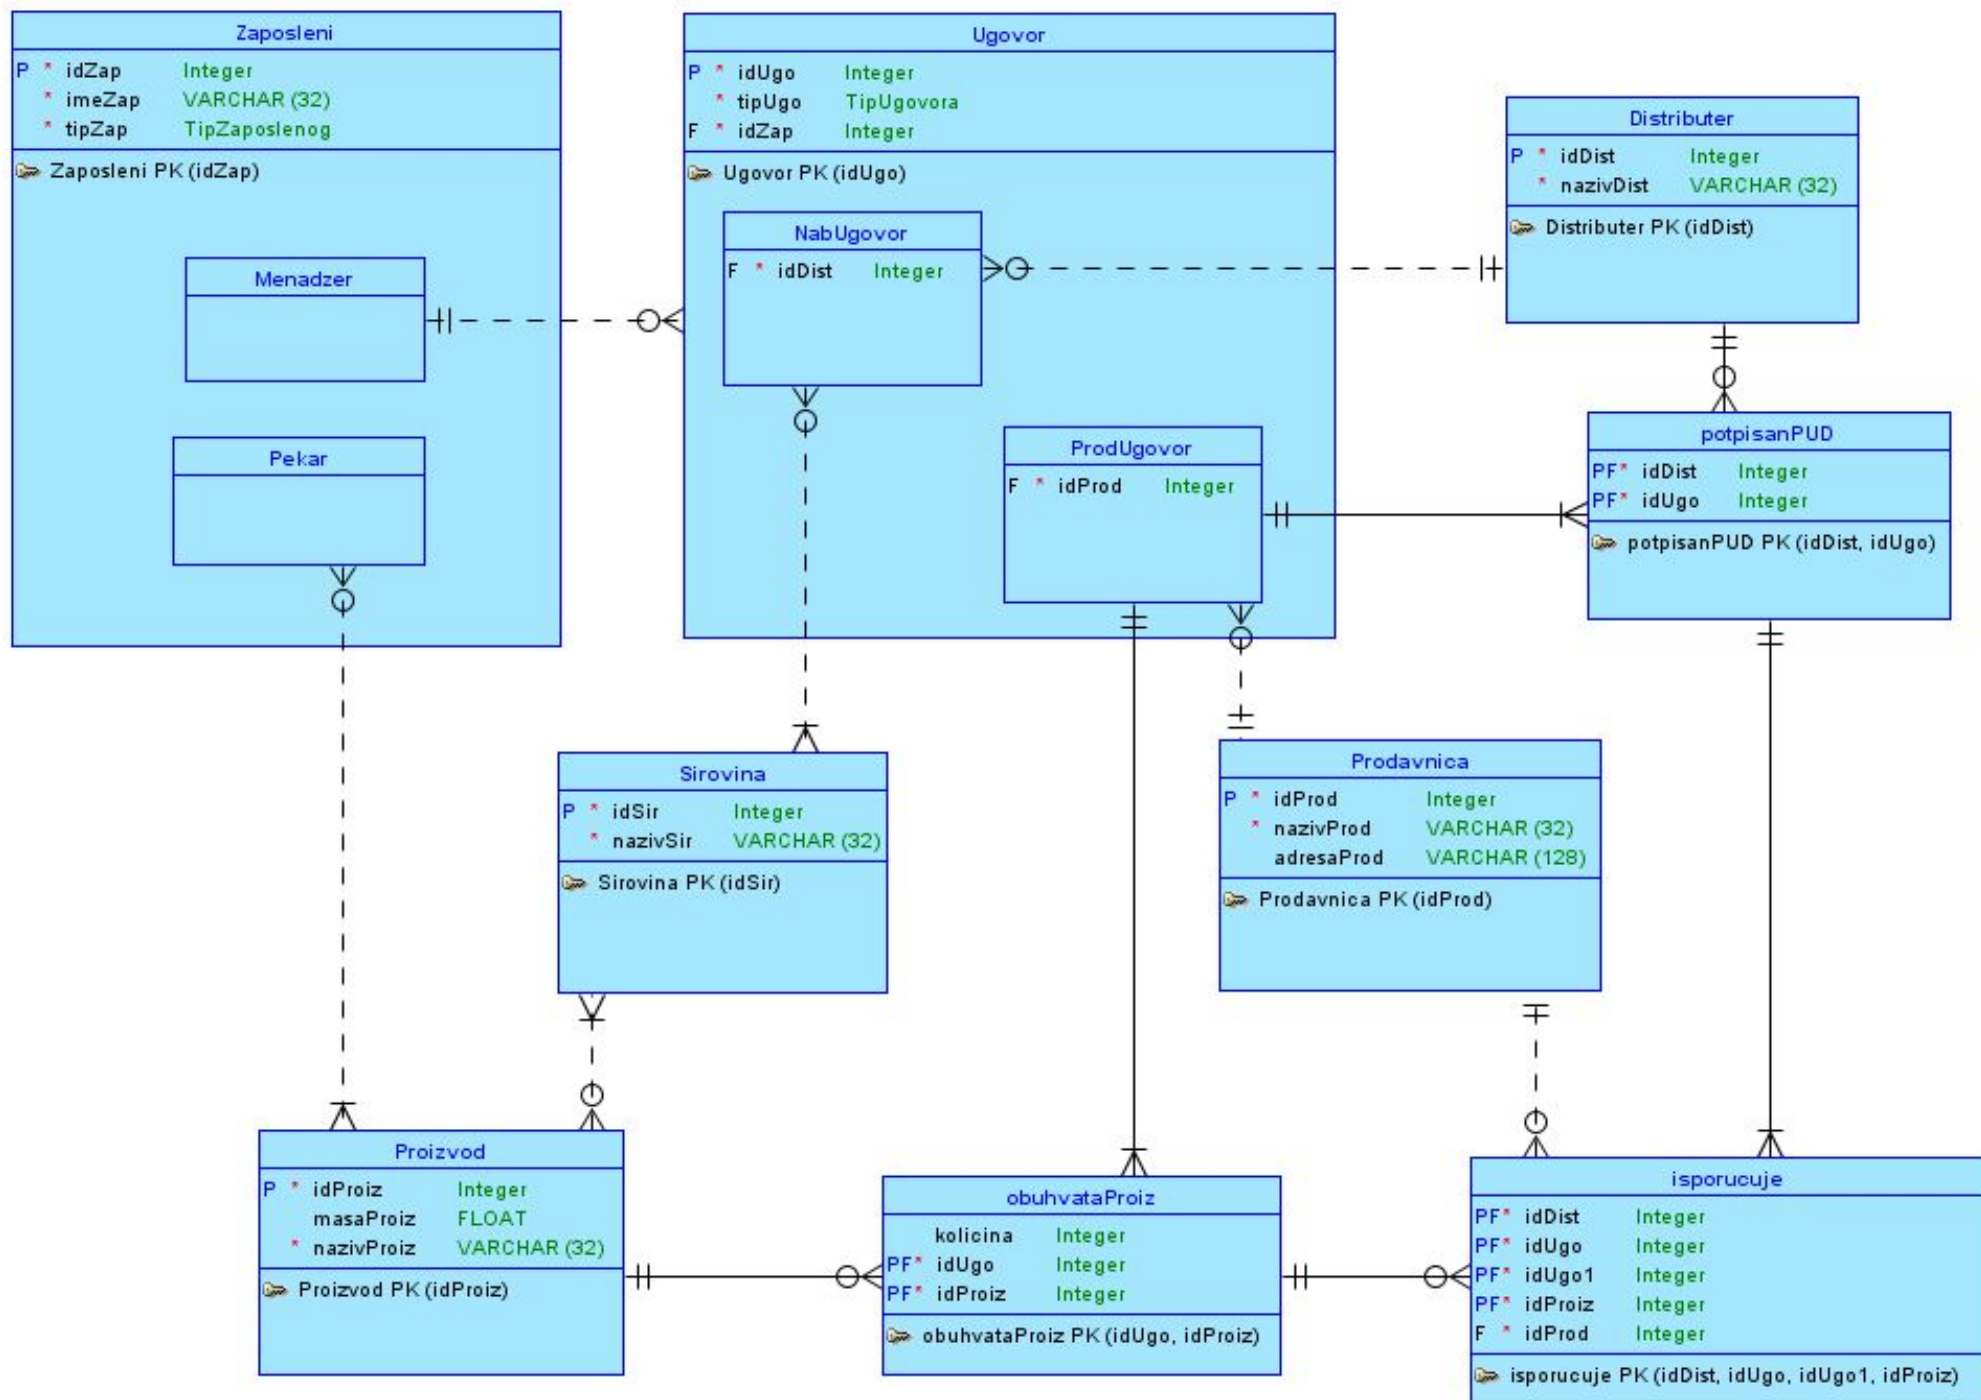 Zaposleni
P * idZap Integer
* imeZap VARCHAR (32)
* tipZap TipZaposlenog
Zaposleni PK (idZap)
Menadzer
Pekar
Ugovor
P * idUgo Integer
* tipUgo TipUgovora
F * idZap Integer
Ugovor PK (idUgo)
NabUgovor
F * idDist Integer
ProdUgovor
F * idProd Integer
Distributer
P * idDist Integer
* nazivDist VARCHAR (32)
Distributer PK (idDist)
potpisanPUD
PF* idDist Integer
PF* idUgo Integer
potpisanPUD PK (idDist, idUgo)
Sirovina
P * idSir Integer
* nazivSir VARCHAR (32)
Sirovina PK (idSir)
Prodavnica
P * idProd Integer
* nazivProd VARCHAR (32)
adresaProd VARCHAR (128)
Prodavnica PK (idProd)
Proizvod
P * idProiz Integer
masaProiz FLOAT
* nazivProiz VARCHAR (32)
Proizvod PK (idProiz)
obuhvataProiz
kolicina Integer
PF* idUgo Integer
PF* idProiz Integer
obuhvataProiz PK (idUgo, idProiz)
isporucuje
PF* idDist Integer
PF* idUgo Integer
PF* idUgo1 Integer
PF* idProiz Integer
F * idProd Integer
isporucuje PK (idDist, idUgo, idUgo1, idProiz)